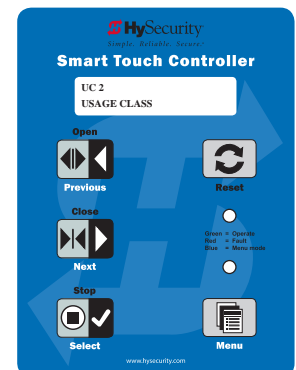 HySecurity
Simple. Reliable. Secure.
Smart Touch Controller
UC 2
USAGE CLASS
Open
Previous
Reset
Close
Next
Green = Operate
Red = Fault
Blue = Menu mode
Stop
Select
Menu
www.hysecurity.com